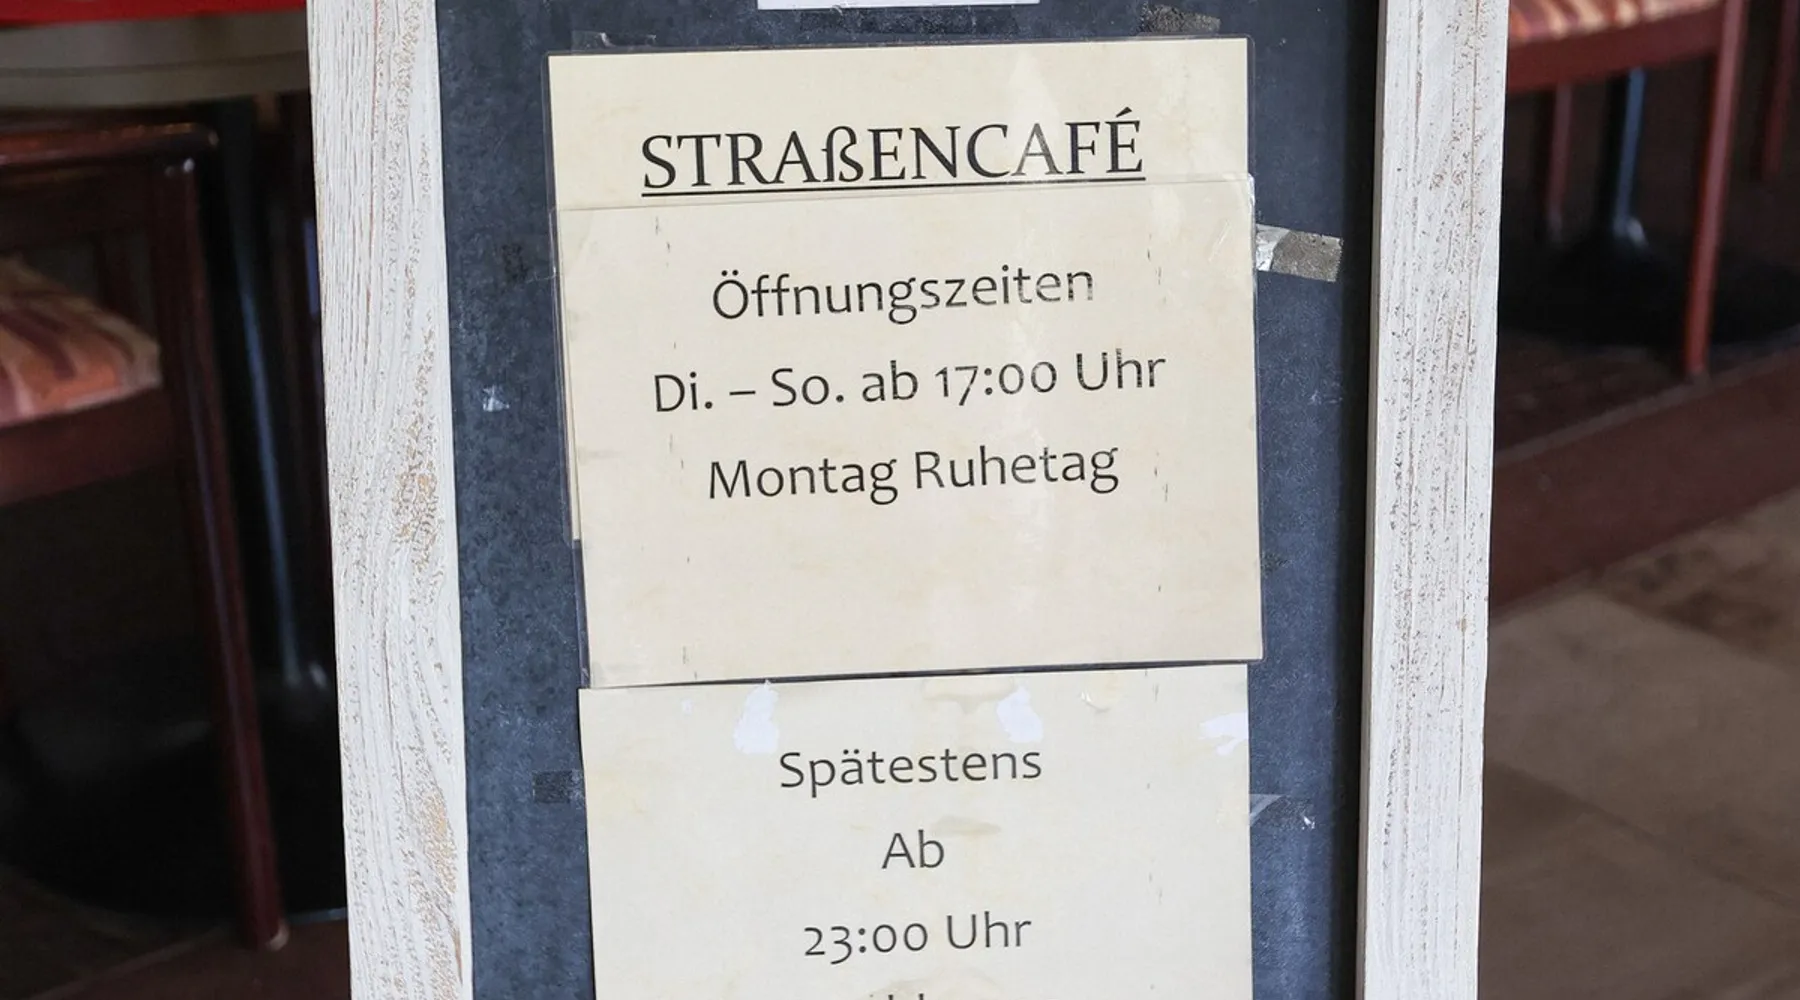 STRAßENCAFÉ
Öffnungszeiten
Di. – So. ab 17:00 Uhr
Montag Ruhetag
Spätestens
Ab
23:00 Uhr